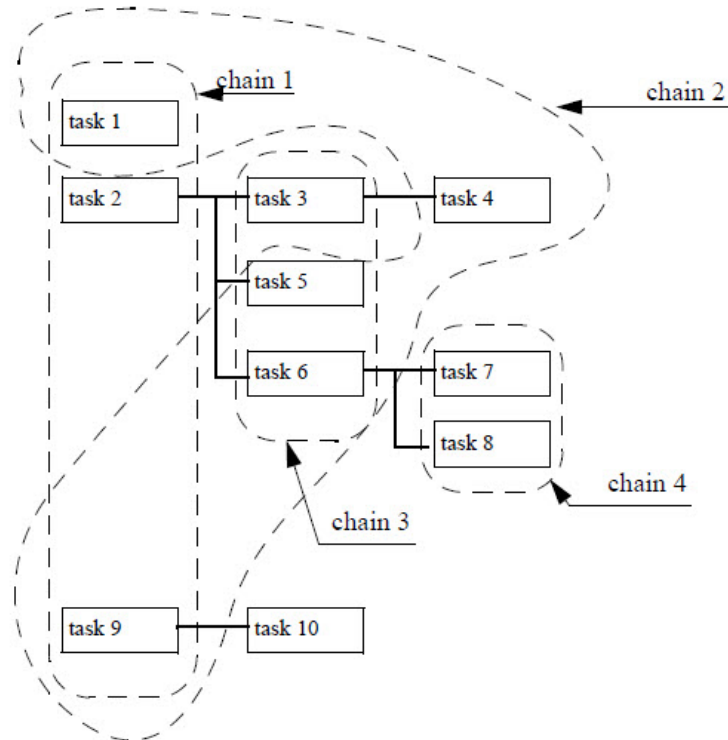 chain 1
chain 2
task 1
task 2
task 3
task 4
task 5
task 6
task 7
task 8
chain 4
chain 3
task 9
task 10